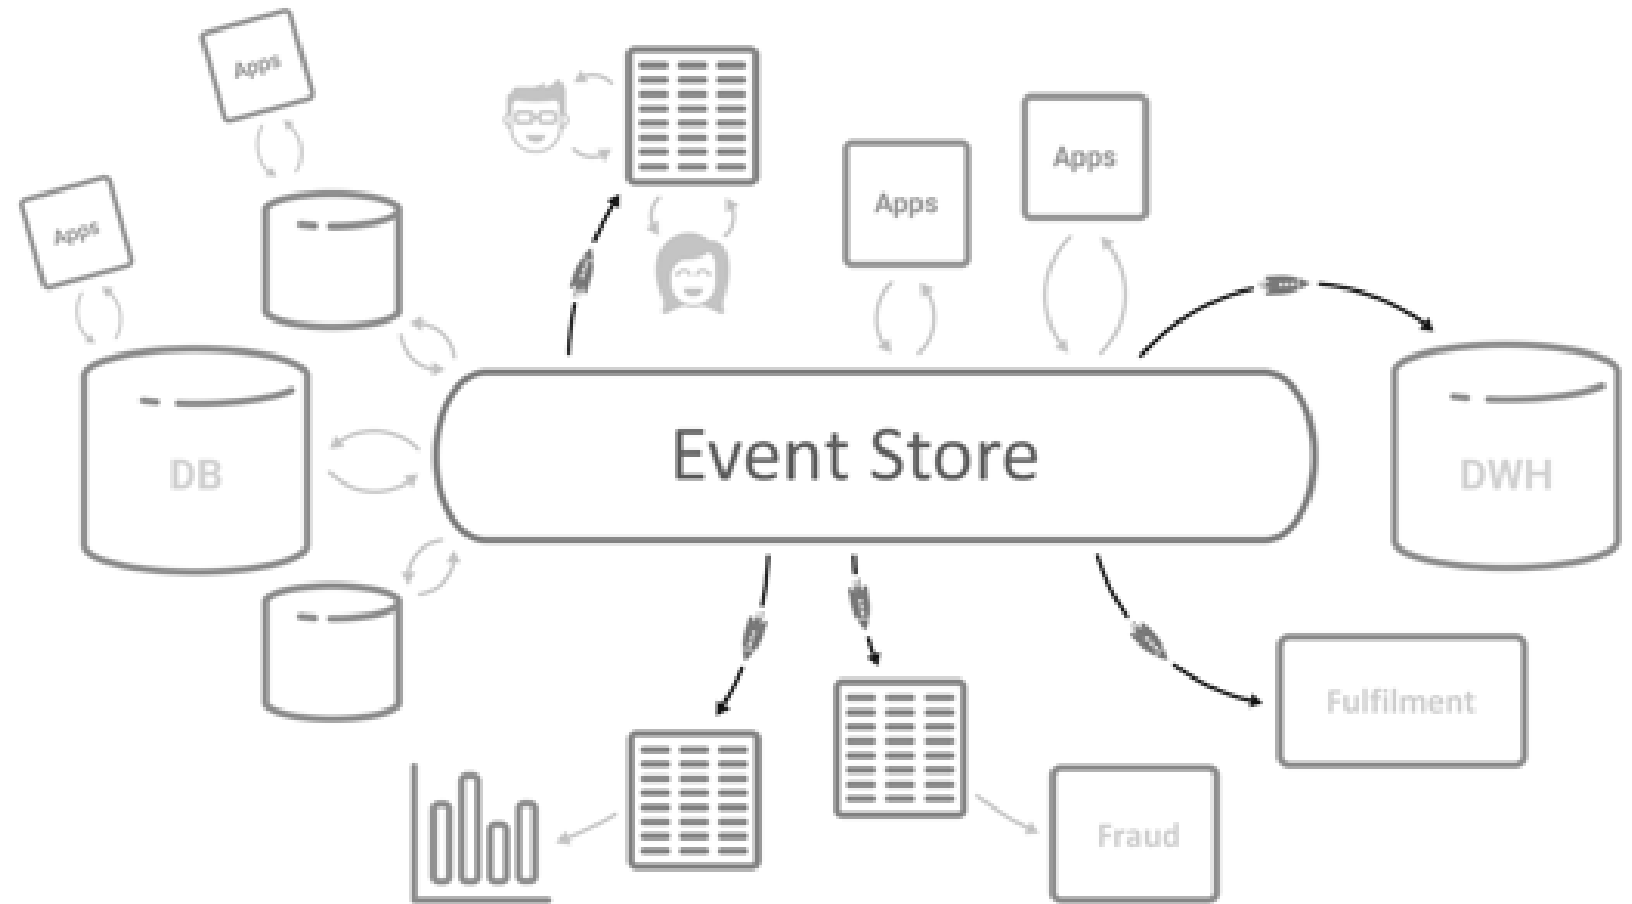 Apps
Apps
Apps
Apps
Event Store
DB
DWH
Fulfilment
Fraud